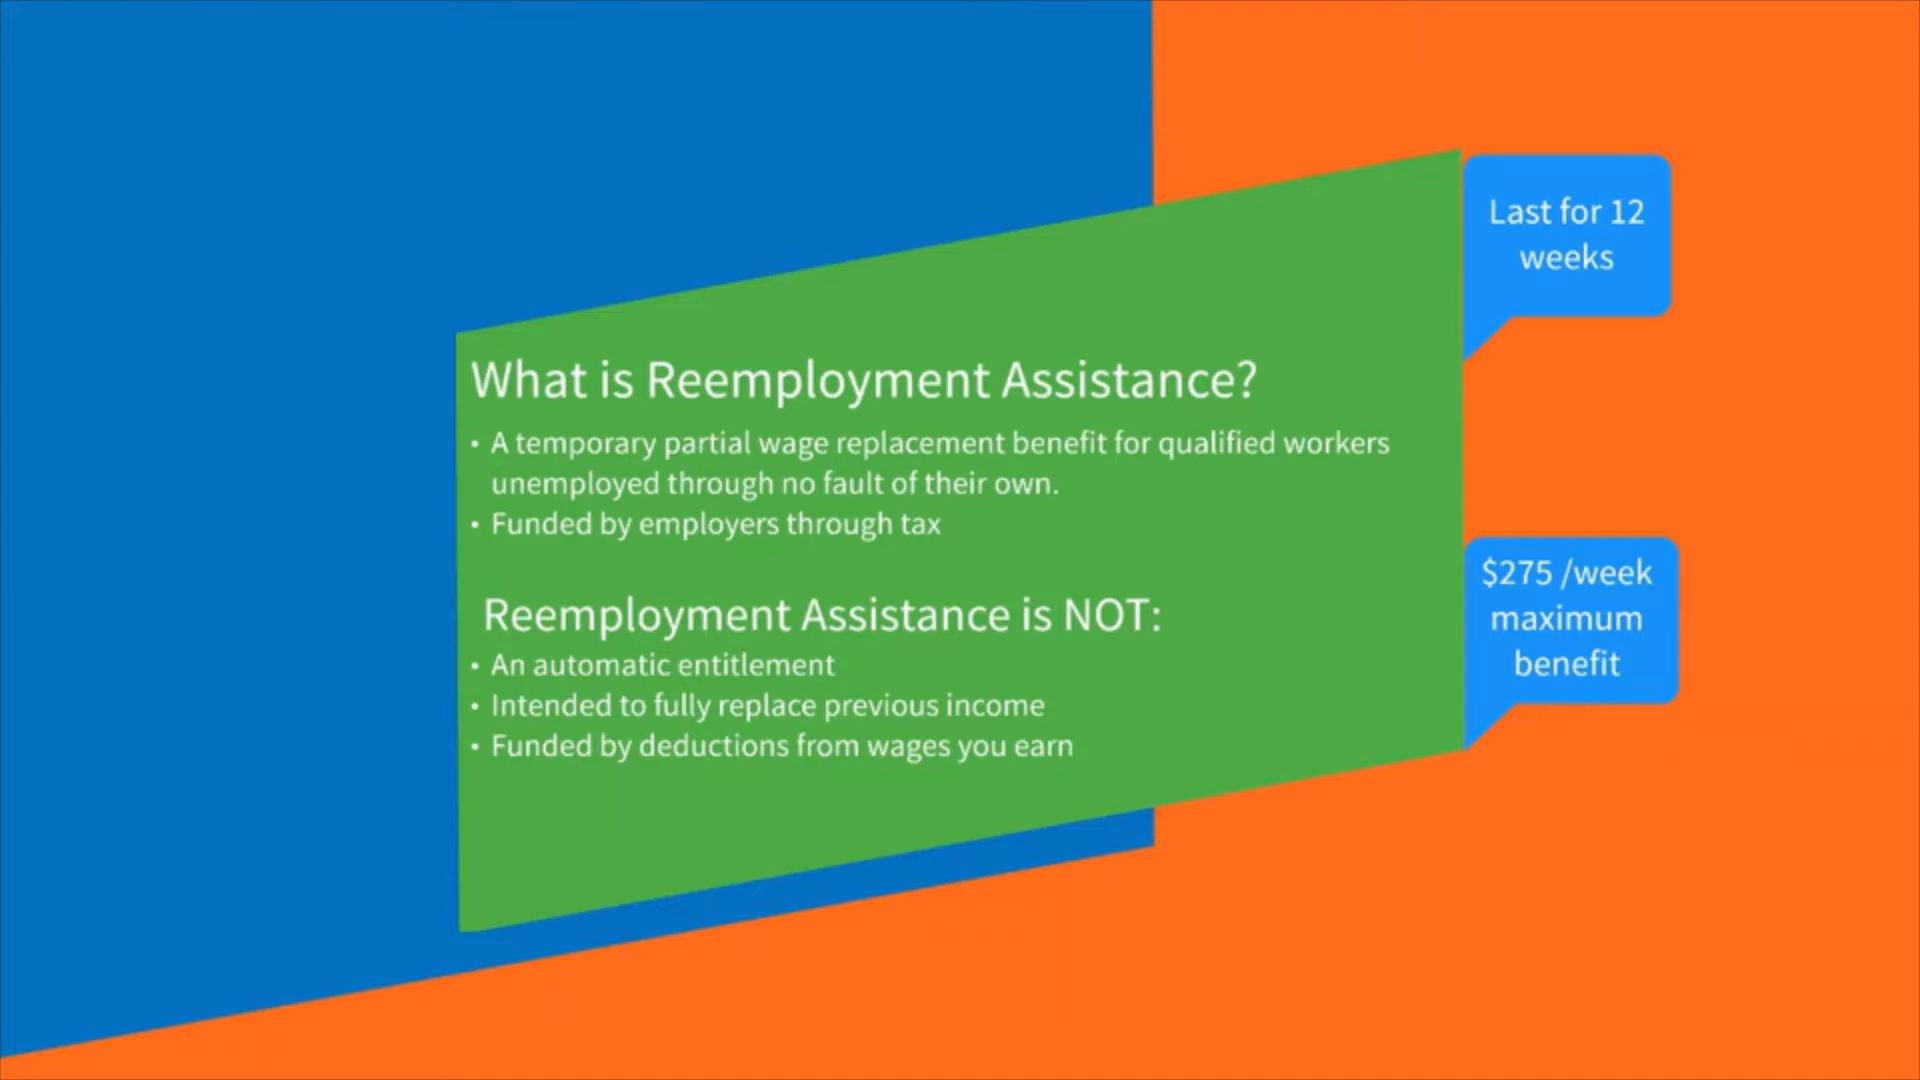 What is Reemployment Assistance?
• A temporary partial wage replacement benefit for qualified workers
unemployed through no fault of their own.
• Funded by employers through tax
Reemployment Assistance is NOT:
• An automatic entitlement
• Intended to fully replace previous income
• Funded by deductions from wages you earn
Last for 12
weeks
$275 /week
maximum
benefit